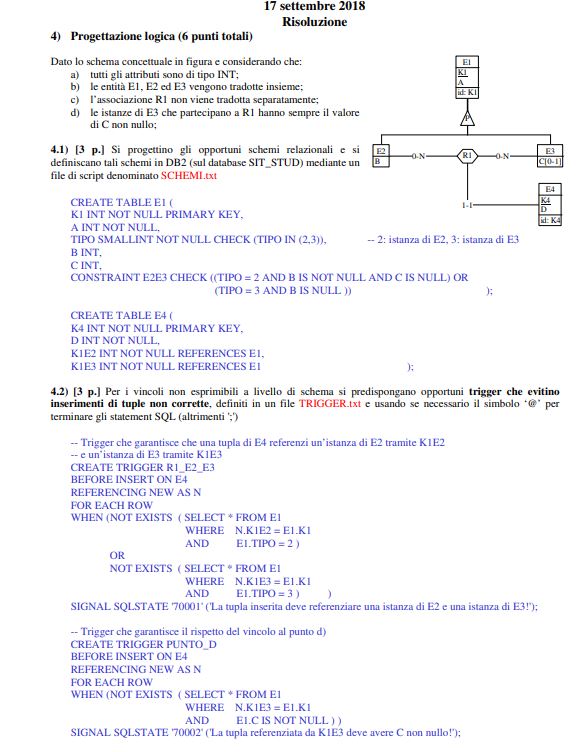 17 settembre 2018
Risoluzione
4) Progettazione logica (6 punti totali)
Dato lo schema concettuale in figura e considerando che:
a) tutti gli attributi sono di tipo INT;
b) le entità E1, E2 ed E3 vengono tradotte insieme;
c) l'associazione R1 non viene tradotta separatamente;
d) le istanze di E3 che partecipano a R1 hanno sempre il valore
di C non nullo;
E1
K1
A
id: K1
P
E2
B
0-N
R1
0-N
E3
C[0-1]
1-1
E4
K4
D
id: K4
4.1) [3 p.] Si progettino gli opportuni schemi relazionali e si
definiscano tali schemi in DB2 (sul database SIT_STUD) mediante un
file di script denominato SCHEMI.txt
CREATE TABLE E1 (
K1 INT NOT NULL PRIMARY KEY,
A INT NOT NULL,
TIPO SMALLINT NOT NULL CHECK (TIPO IN (2,3)), -- 2: istanza di E2, 3: istanza di E3
B INT,
C INT,
CONSTRAINT E2E3 CHECK ((TIPO = 2 AND B IS NOT NULL AND C IS NULL) OR
(TIPO = 3 AND B IS NULL )) );
CREATE TABLE E4 (
K4 INT NOT NULL PRIMARY KEY,
D INT NOT NULL,
K1E2 INT NOT NULL REFERENCES E1,
K1E3 INT NOT NULL REFERENCES E1 );
4.2) [3 p.] Per i vincoli non esprimibili a livello di schema si predispongano opportuni trigger che evitino
inserimenti di tuple non corrette, definiti in un file TRIGGER.txt e usando se necessario il simbolo '@' per
terminare gli statement SQL (altrimenti ';')
-- Trigger che garantisce che una tupla di E4 referenzi un'istanza di E2 tramite K1E2
-- e un'istanza di E3 tramite K1E3
CREATE TRIGGER R1_E2_E3
BEFORE INSERT ON E4
REFERENCING NEW AS N
FOR EACH ROW
WHEN (NOT EXISTS ( SELECT * FROM E1
WHERE N.K1E2 = E1.K1
AND E1.TIPO = 2 )
OR
NOT EXISTS ( SELECT * FROM E1
WHERE N.K1E3 = E1.K1
AND E1.TIPO = 3 ) )
SIGNAL SQLSTATE '70001' ('La tupla inserita deve referenziare una istanza di E2 e una istanza di E3!');
-- Trigger che garantisce il rispetto del vincolo al punto d)
CREATE TRIGGER PUNTO_D
BEFORE INSERT ON E4
REFERENCING NEW AS N
FOR EACH ROW
WHEN (NOT EXISTS ( SELECT * FROM E1
WHERE N.K1E3 = E1.K1
AND E1.C IS NOT NULL ) )
SIGNAL SQLSTATE '70002' ('La tupla referenziata da K1E3 deve avere C non nullo!');